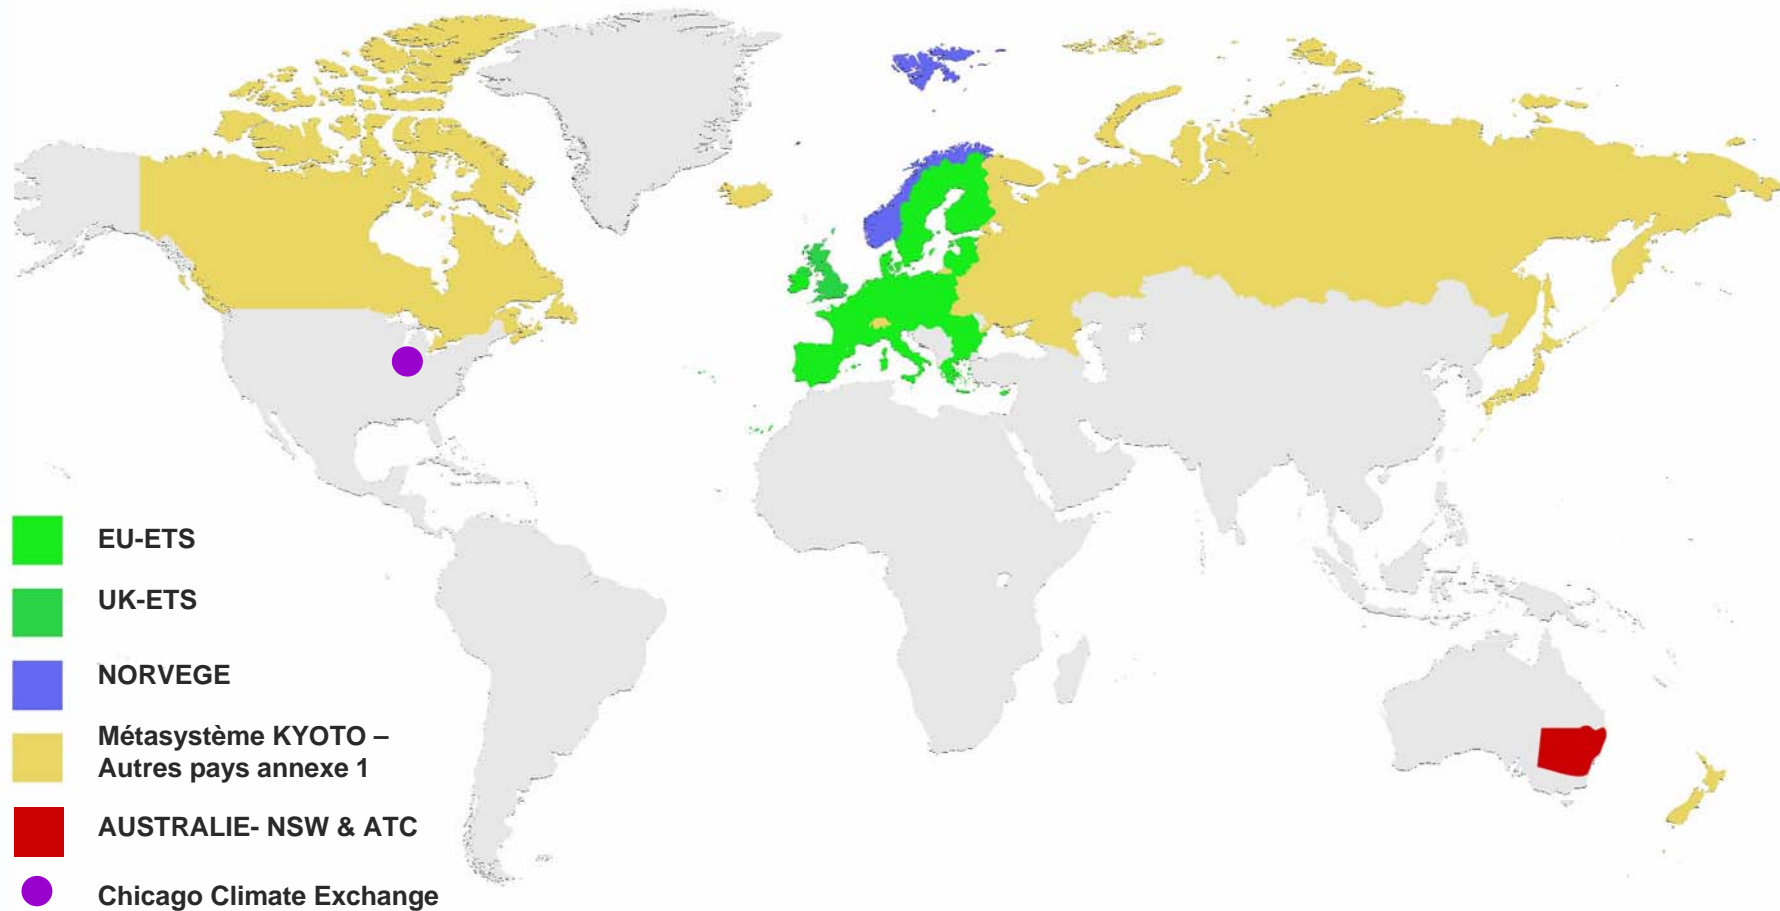 EU-ETS
UK-ETS
NORVEGE
Métasystème KYOTO –
Autres pays annexe 1
AUSTRALIE- NSW & ATC
Chicago Climate Exchange